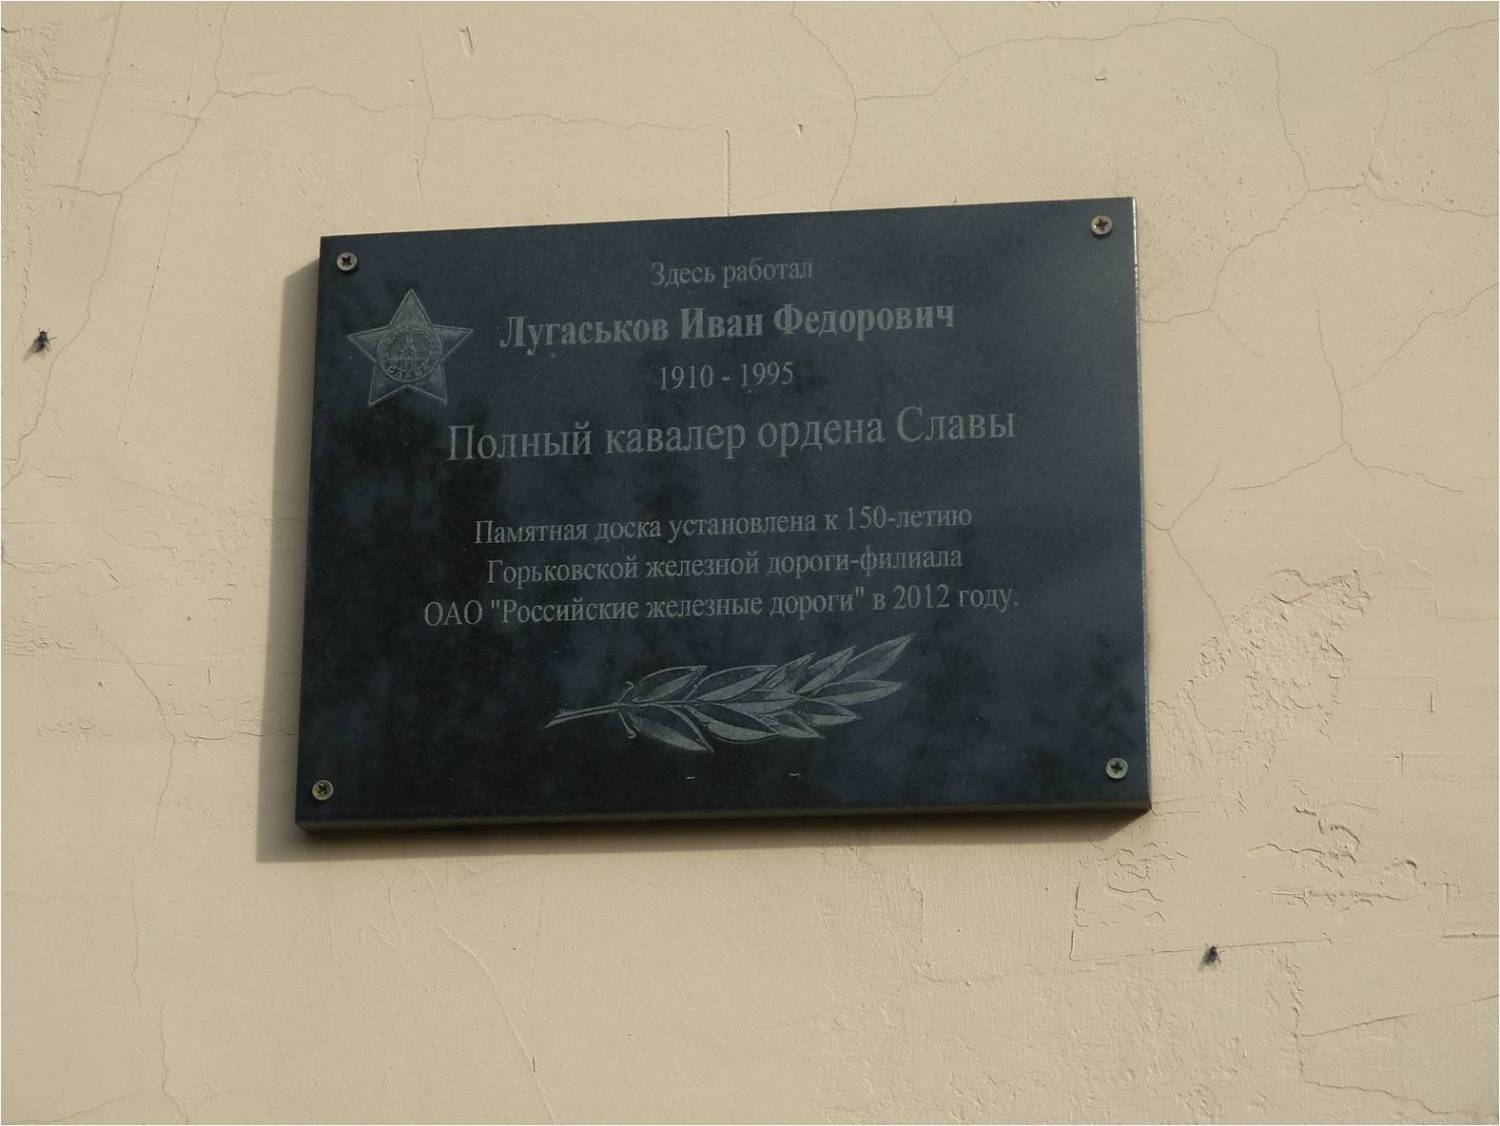 Здесь работал
Лугаськов Иван Федорович
1910 - 1995
Полный кавалер ордена Славы
Памятная доска установлена к 150-летию
Горьковской железной дороги-филиала
ОАО "Российские железные дороги" в 2012 году.
СЛАВА